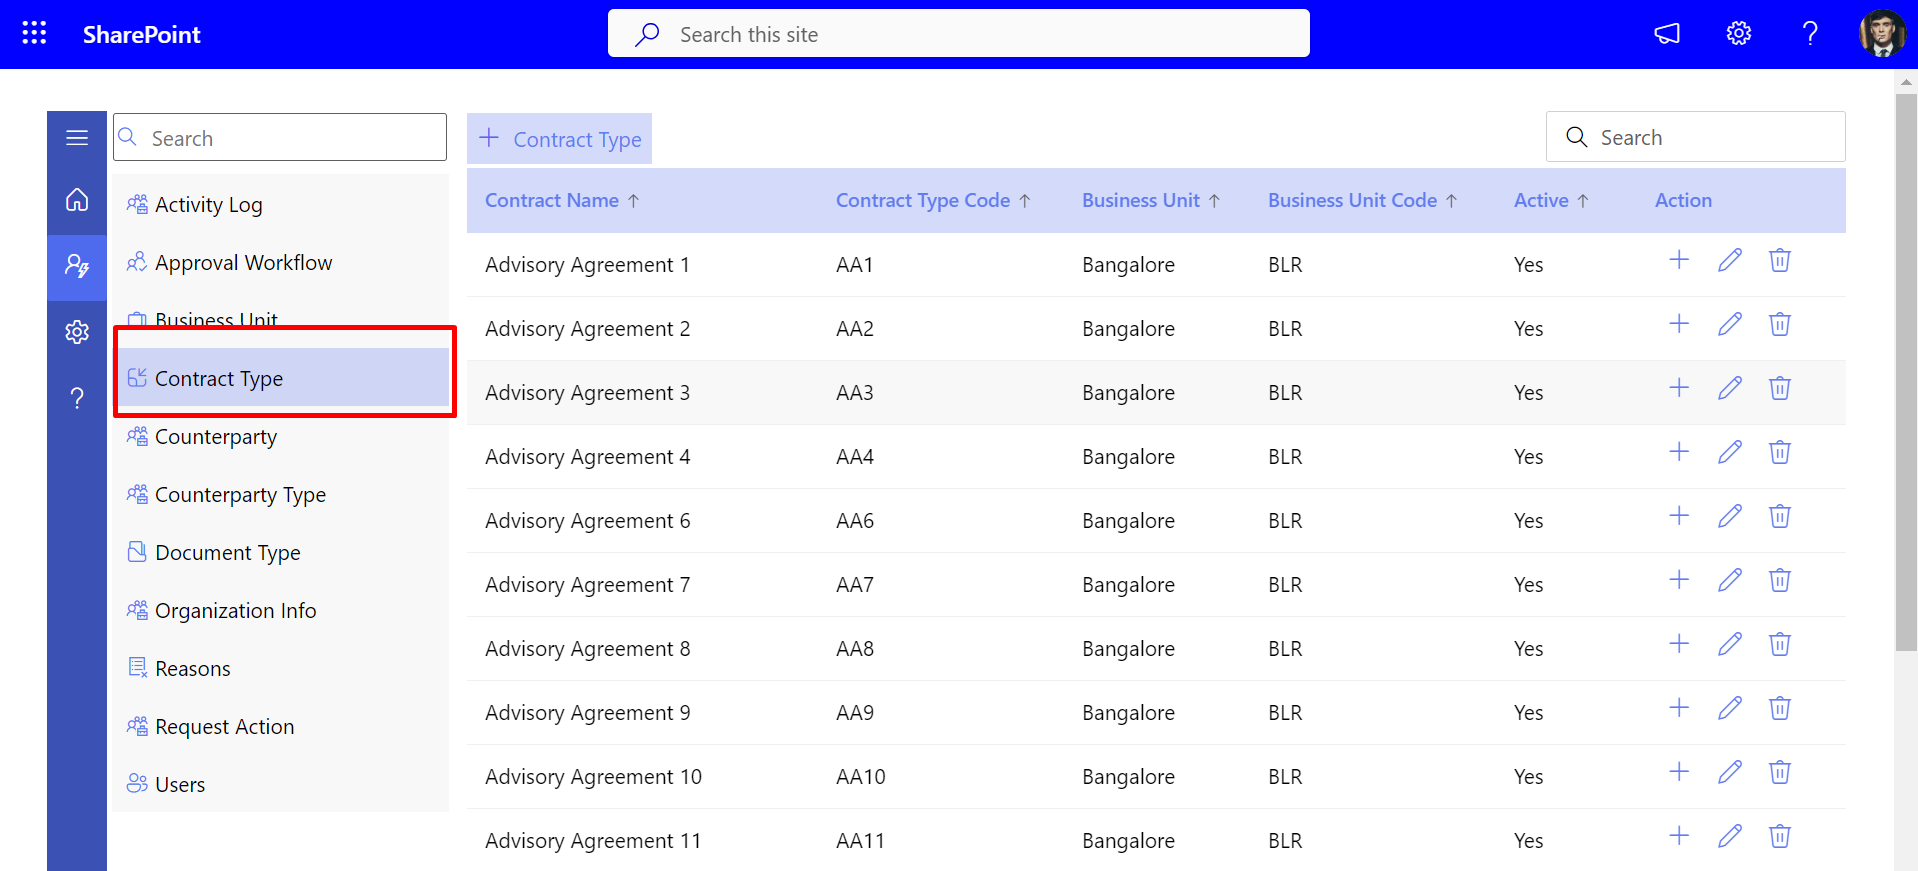 SharePoint
Search this site
Search
Activity Log
Approval Workflow
Business Unit
Contract Type
Counterparty
Counterparty Type
Document Type
Organization Info
Reasons
Request Action
Users
Contract Type
Search
Contract Name Contract Type Code Business Unit Business Unit Code Active Action
Advisory Agreement 1 AA1 Bangalore BLR Yes
Advisory Agreement 2 AA2 Bangalore BLR Yes
Advisory Agreement 3 AA3 Bangalore BLR Yes
Advisory Agreement 4 AA4 Bangalore BLR Yes
Advisory Agreement 6 AA6 Bangalore BLR Yes
Advisory Agreement 7 AA7 Bangalore BLR Yes
Advisory Agreement 8 AA8 Bangalore BLR Yes
Advisory Agreement 9 AA9 Bangalore BLR Yes
Advisory Agreement 10 AA10 Bangalore BLR Yes
Advisory Agreement 11 AA11 Bangalore BLR Yes